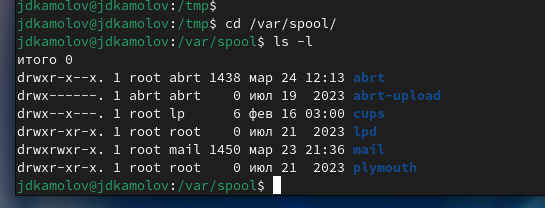 jdkamolov@jdkamolov:/tmp$
jdkamolov@jdkamolov:/tmp$ cd /var/spool/
jdkamolov@jdkamolov:/var/spool$ ls -l
итого 0
drwxr-x--x. 1 root abrt 1438 мар 24 12:13 abrt
drwx------. 1 abrt abrt    0 июл 19  2023 abrt-upload
drwx--x---. 1 root lp      6 фев 16 03:00 cups
drwxr-xr-x. 1 root root    0 июл 21  2023 lpd
drwxrwxr-x. 1 root mail 1450 мар 23 21:36 mail
drwxr-xr-x. 1 root root    0 июл 21  2023 plymouth
jdkamolov@jdkamolov:/var/spool$